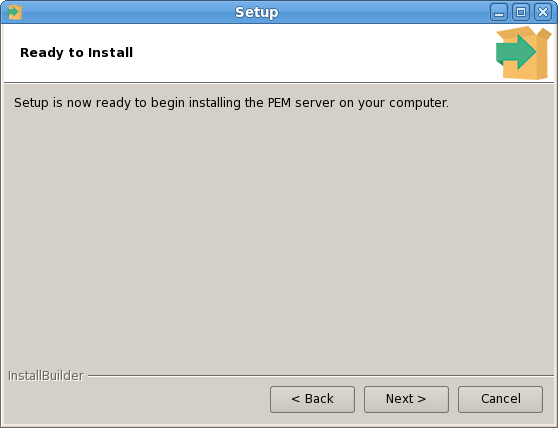 Setup
Ready to Install
Setup is now ready to begin installing the PEM server on your computer.
InstallBuilder
< Back
Next >
Cancel